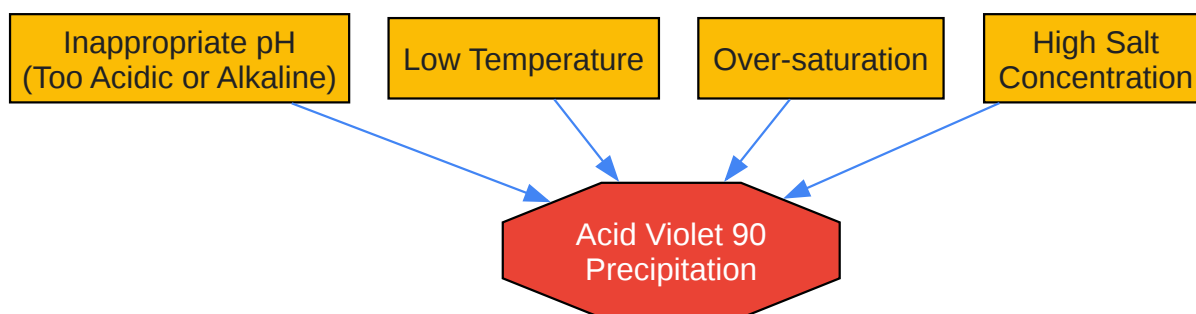 Inappropriate pH
(Too Acidic or Alkaline)
Low Temperature
Over-saturation
High Salt
Concentration
Acid Violet 90
Precipitation